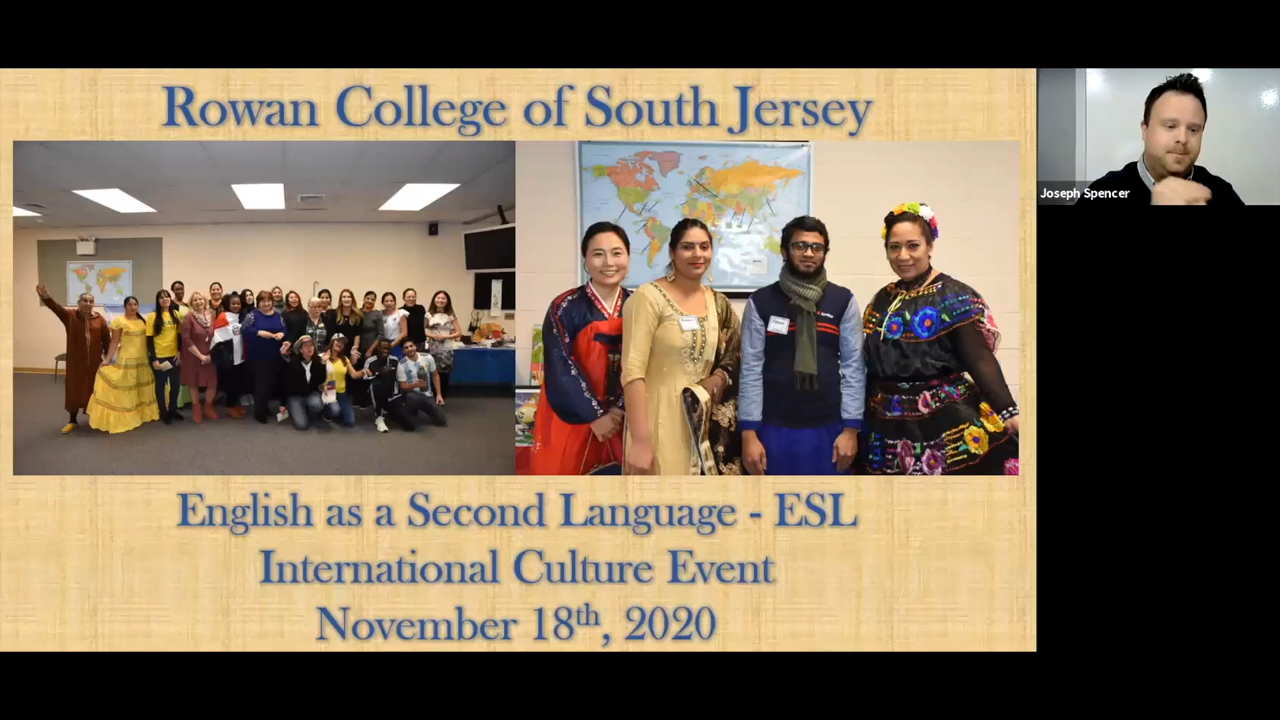 Rowan College of South Jersey
Joseph Spencer
English as a Second Language - ESL
International Culture Event
November 18th, 2020